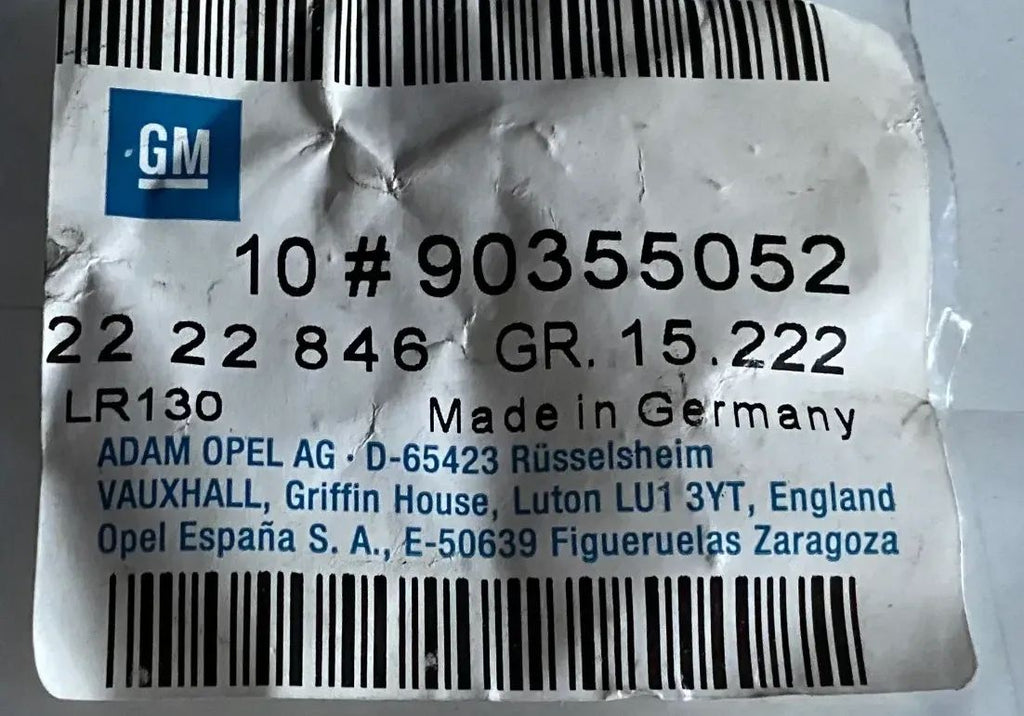 GM
10 # 90355052
22 22 846 GR. 15.222
LR130 Made in Germany
ADAM OPEL AG · D-65423 Rüsselsheim
VAUXHALL, Griffin House, Luton LU1 3YT, England
Opel España S. A., E-50639 Figueruelas Zaragoza